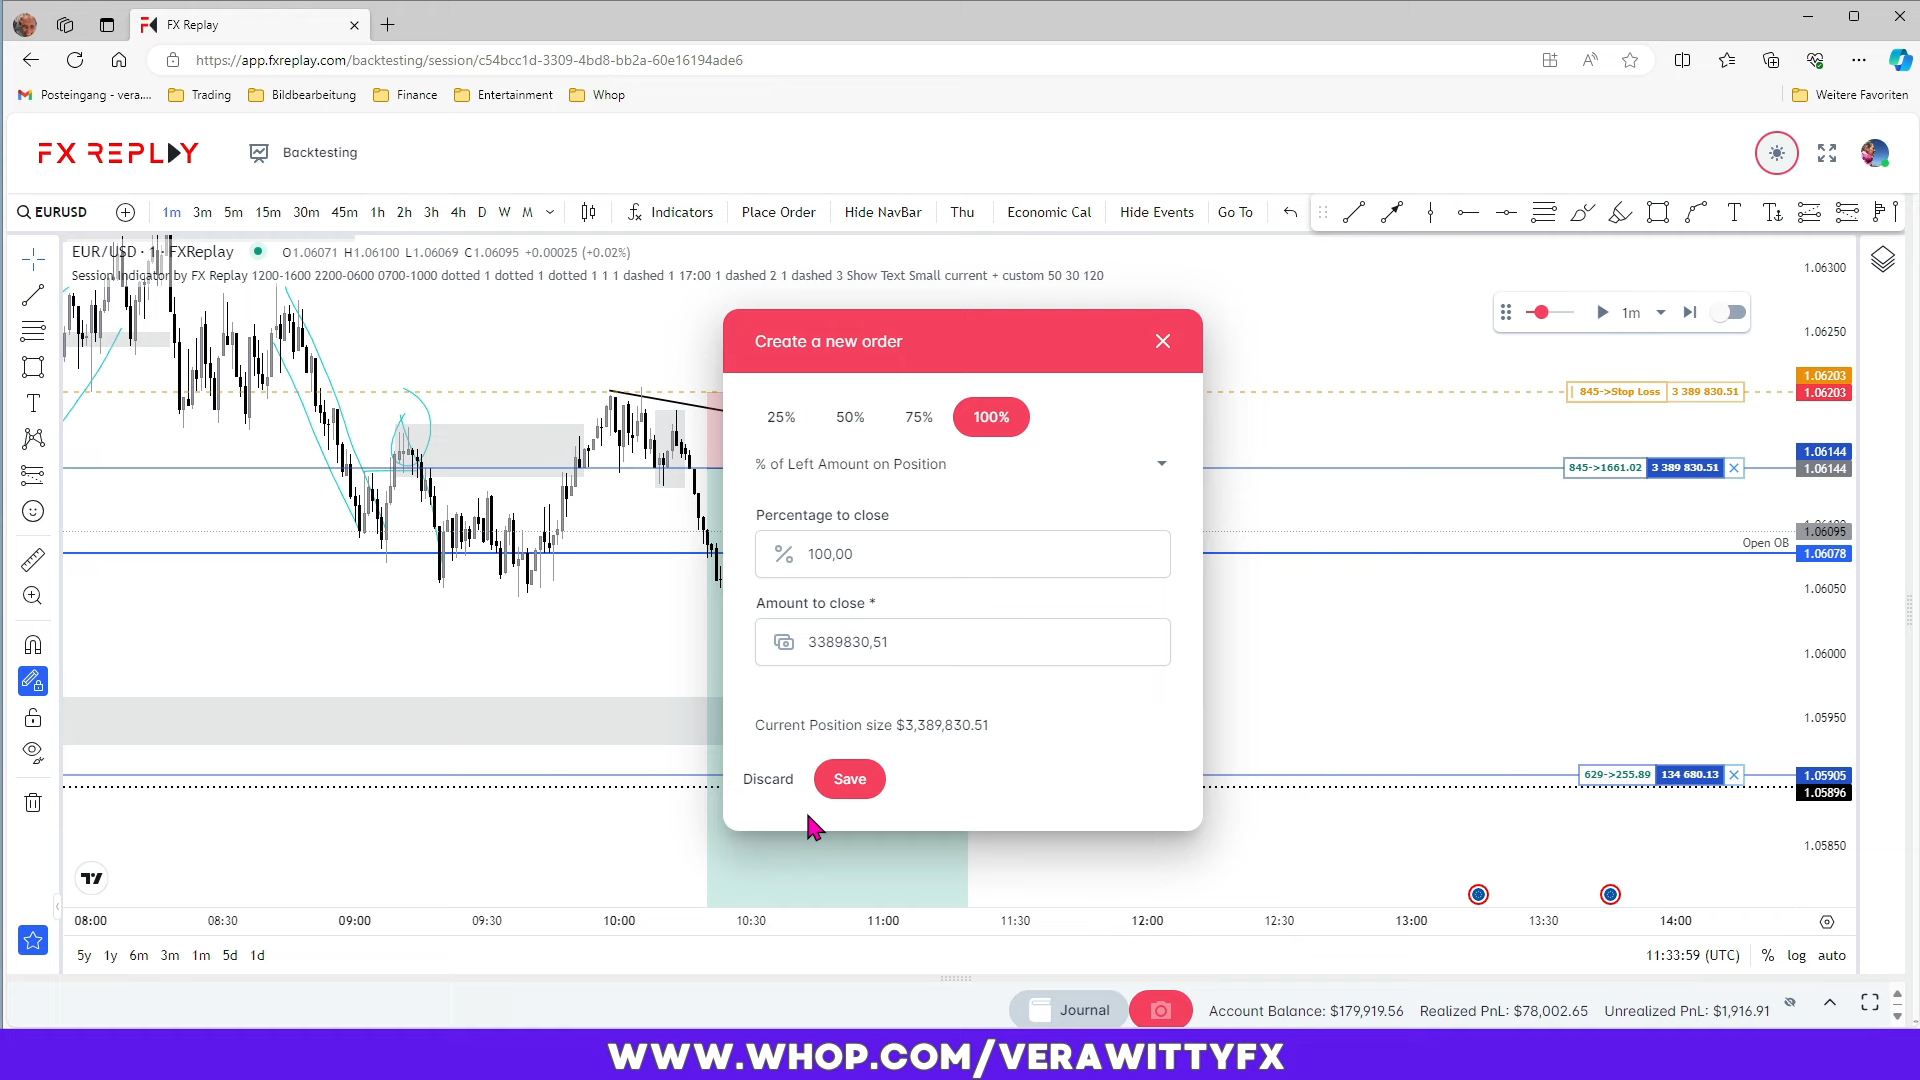 FX Replay
https://app.fxreplay.com/backtesting/session/c54bcc1d-3309-4bd8-bb2a-60e16194ade6
Posteingang - vera.... Trading Bildbearbeitung Finance Entertainment Whop Weitere Favoriten
FX REPLAY Backtesting
EURUSD 1m 3m 5m 15m 30m 45m 1h 2h 3h 4h D W M Indicators Place Order Hide NavBar Thu Economic Cal Hide Events Go To
EUR/USD · 1 · FXReplay O1.06071 H1.06100 L1.06069 C1.06095 +0.00025 (+0.02%)
Session Indicator by FX Replay 1200-1600 2200-0600 0700-1000 dotted 1 dotted 1 dotted 1 1 1 dashed 1 17:00 1 dashed 2 1 dashed 3 Show Text Small current + custom 50 30 120
1.06300
1m
1.06250
Create a new order
1.06203
845->Stop Loss 3 389 830.51 1.06203
25% 50% 75% 100%
1.06144
% of Left Amount on Position
845->1661.02 3 389 830.51 1.06144
Percentage to close
1.06095
Open OB
100,00
1.06078
1.06050
Amount to close *
3389830,51
1.06000
1.05950
Current Position size $3,389,830.51
629->255.89 134 680.13 1.05905
Discard Save
1.05896
1.05850
08:00 08:30 09:00 09:30 10:00 10:30 11:00 11:30 12:00 12:30 13:00 13:30 14:00
5y 1y 6m 3m 1m 5d 1d 11:33:59 (UTC) % log auto
Journal Account Balance: $179,919.56 Realized PnL: $78,002.65 Unrealized PnL: $1,916.91
WWW.WHOP.COM/VERAWITTYFX